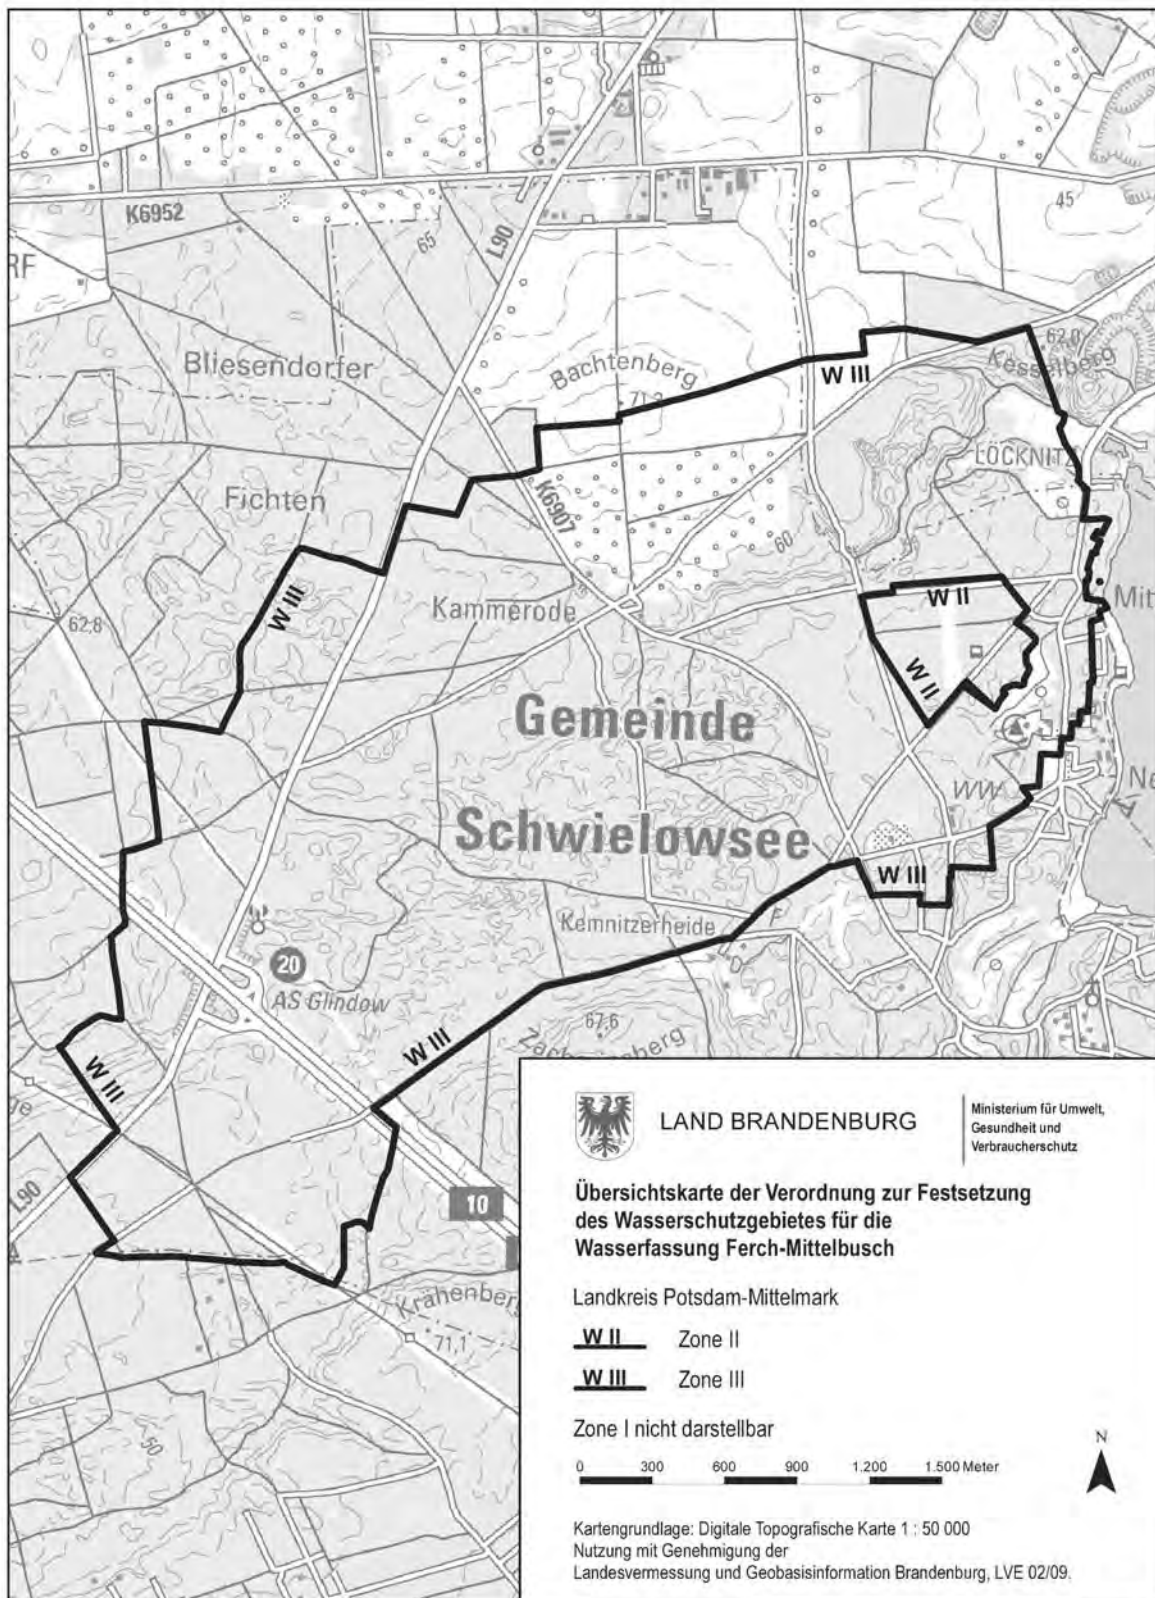 K6952
65
L90
45
RF
Bliesendorfer
Bachtenberg
71,2
W III
62,0
Kesselberg
LÖCKNITZ
Fichten
K6907
60
W III
62,8
Kammerode
W II
Mit
W II
Gemeinde
Schwielowsee
WW
Ne
W III
Kemnitzerheide
F
20
AS Glindow
67,6
W III
W III
ge
L90
10
Krähenberg
71,1
50
LAND BRANDENBURG
Ministerium für Umwelt,
Gesundheit und
Verbraucherschutz
Übersichtskarte der Verordnung zur Festsetzung
des Wasserschutzgebietes für die
Wasserfassung Ferch-Mittelbusch
Landkreis Potsdam-Mittelmark
W II Zone II
W III Zone III
Zone I nicht darstellbar
N
0 300 600 900 1.200 1.500 Meter
Kartengrundlage: Digitale Topografische Karte 1 : 50 000
Nutzung mit Genehmigung der
Landesvermessung und Geobasisinformation Brandenburg, LVE 02/09.